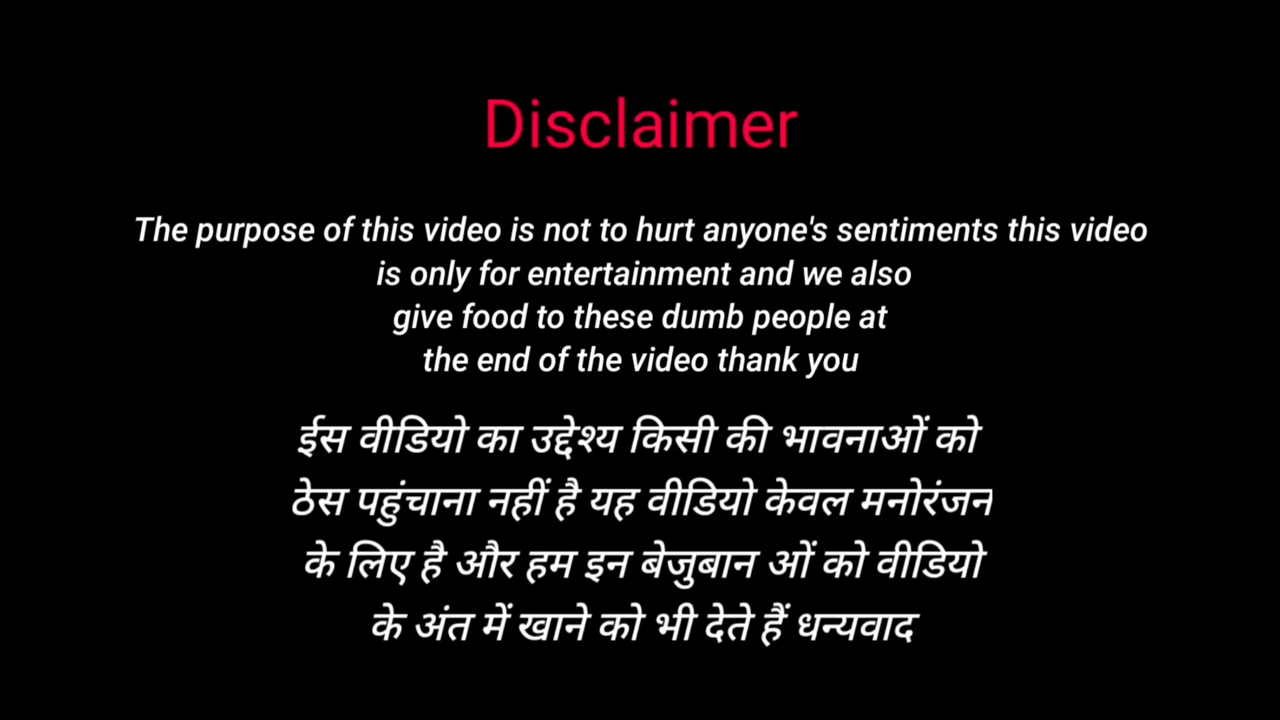 Disclaimer
The purpose of this video is not to hurt anyone's sentiments this video
is only for entertainment and we also
give food to these dumb people at
the end of the video thank you
ईस वीडियो का उद्देश्य किसी की भावनाओं को
ठेस पहुंचाना नहीं है यह वीडियो केवल मनोरंजन
के लिए है और हम इन बेजुबान ओं को वीडियो
के अंत में खाने को भी देते हैं धन्यवाद